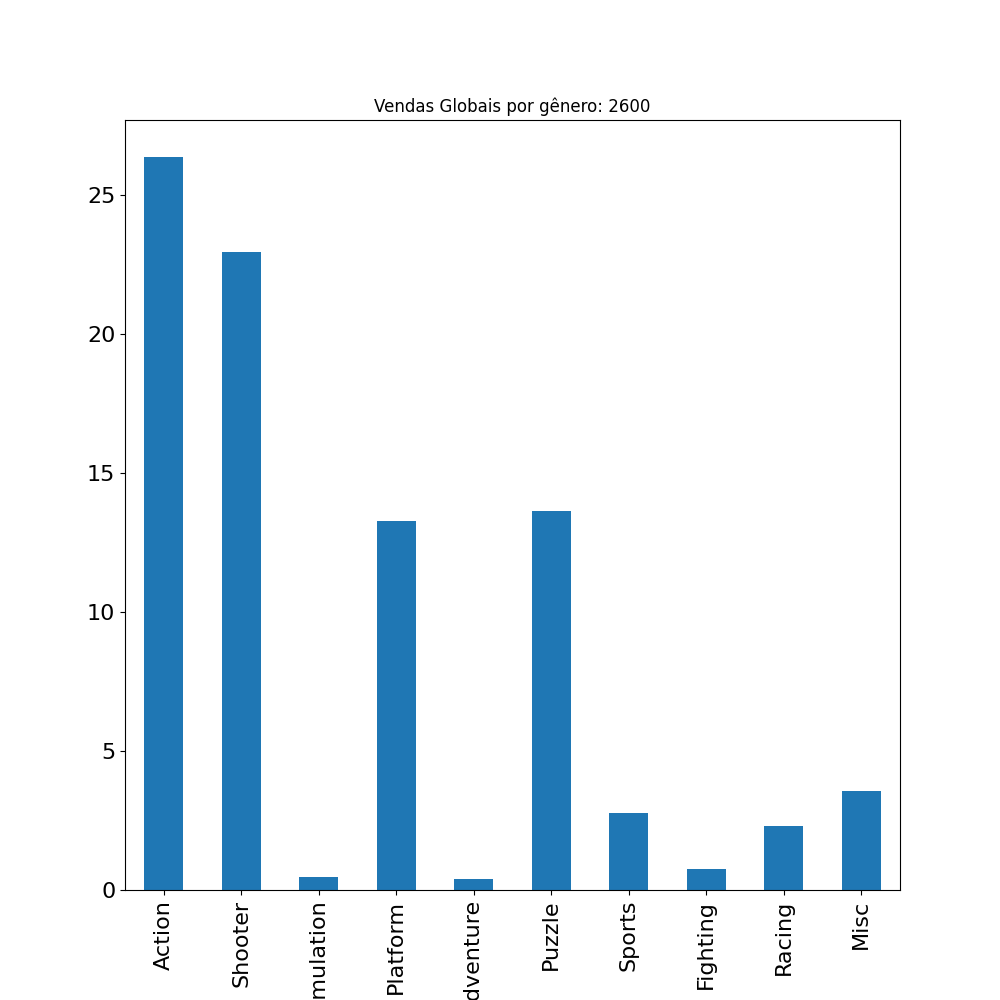 Vendas Globais por gênero: 2600
25
20
15
10
5
0
Action
Shooter
mulation
Platform
dventure
Puzzle
Sports
Fighting
Racing
Misc